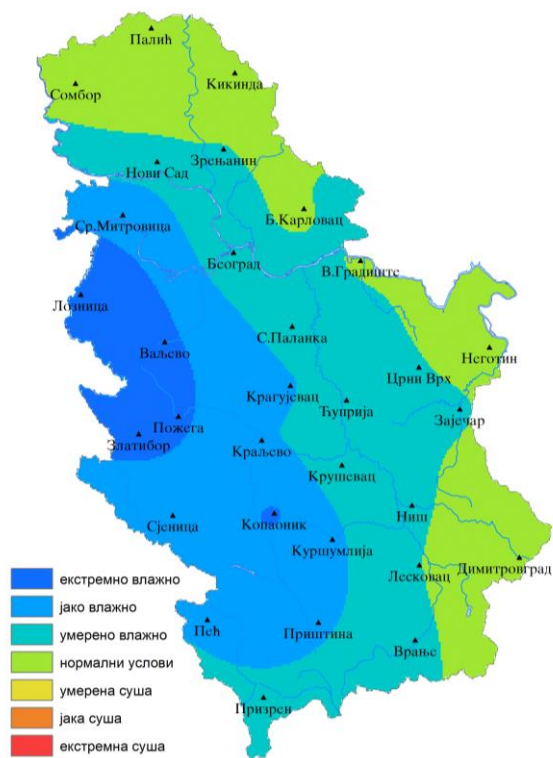 Палић
Кикинда
Сомбор
Зрењанин
Нови Сад
Б.Карловац
Ср.Митровица
Београд
В.Градиште
Лозница
С.Паланка
Ваљево
Неготин
Црни Врх
Крагујевац
Ћуприја
Зајечар
Пожега
Златибор
Краљево
Крушевац
Ниш
Копаоник
Сјеница
Куршумлија
Димитровград
Лесковац
Пећ
Приштина
Врање
Призрен
екстремно влажно
јако влажно
умерено влажно
нормални услови
умерена суша
јака суша
екстремна суша